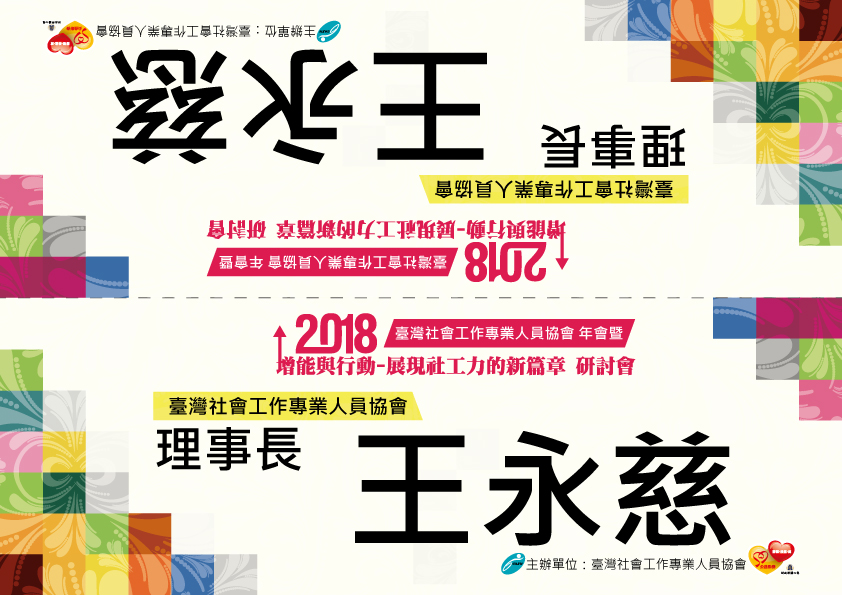 主辦單位：臺灣社會工作專業人員協會
王永慈
理事長
臺灣社會工作專業人員協會
增能與行動-展現社工力的新篇章 研討會
2018 臺灣社會工作專業人員協會 年會暨
2018 臺灣社會工作專業人員協會 年會暨
增能與行動-展現社工力的新篇章 研討會
臺灣社會工作專業人員協會
理事長
王永慈
主辦單位：臺灣社會工作專業人員協會